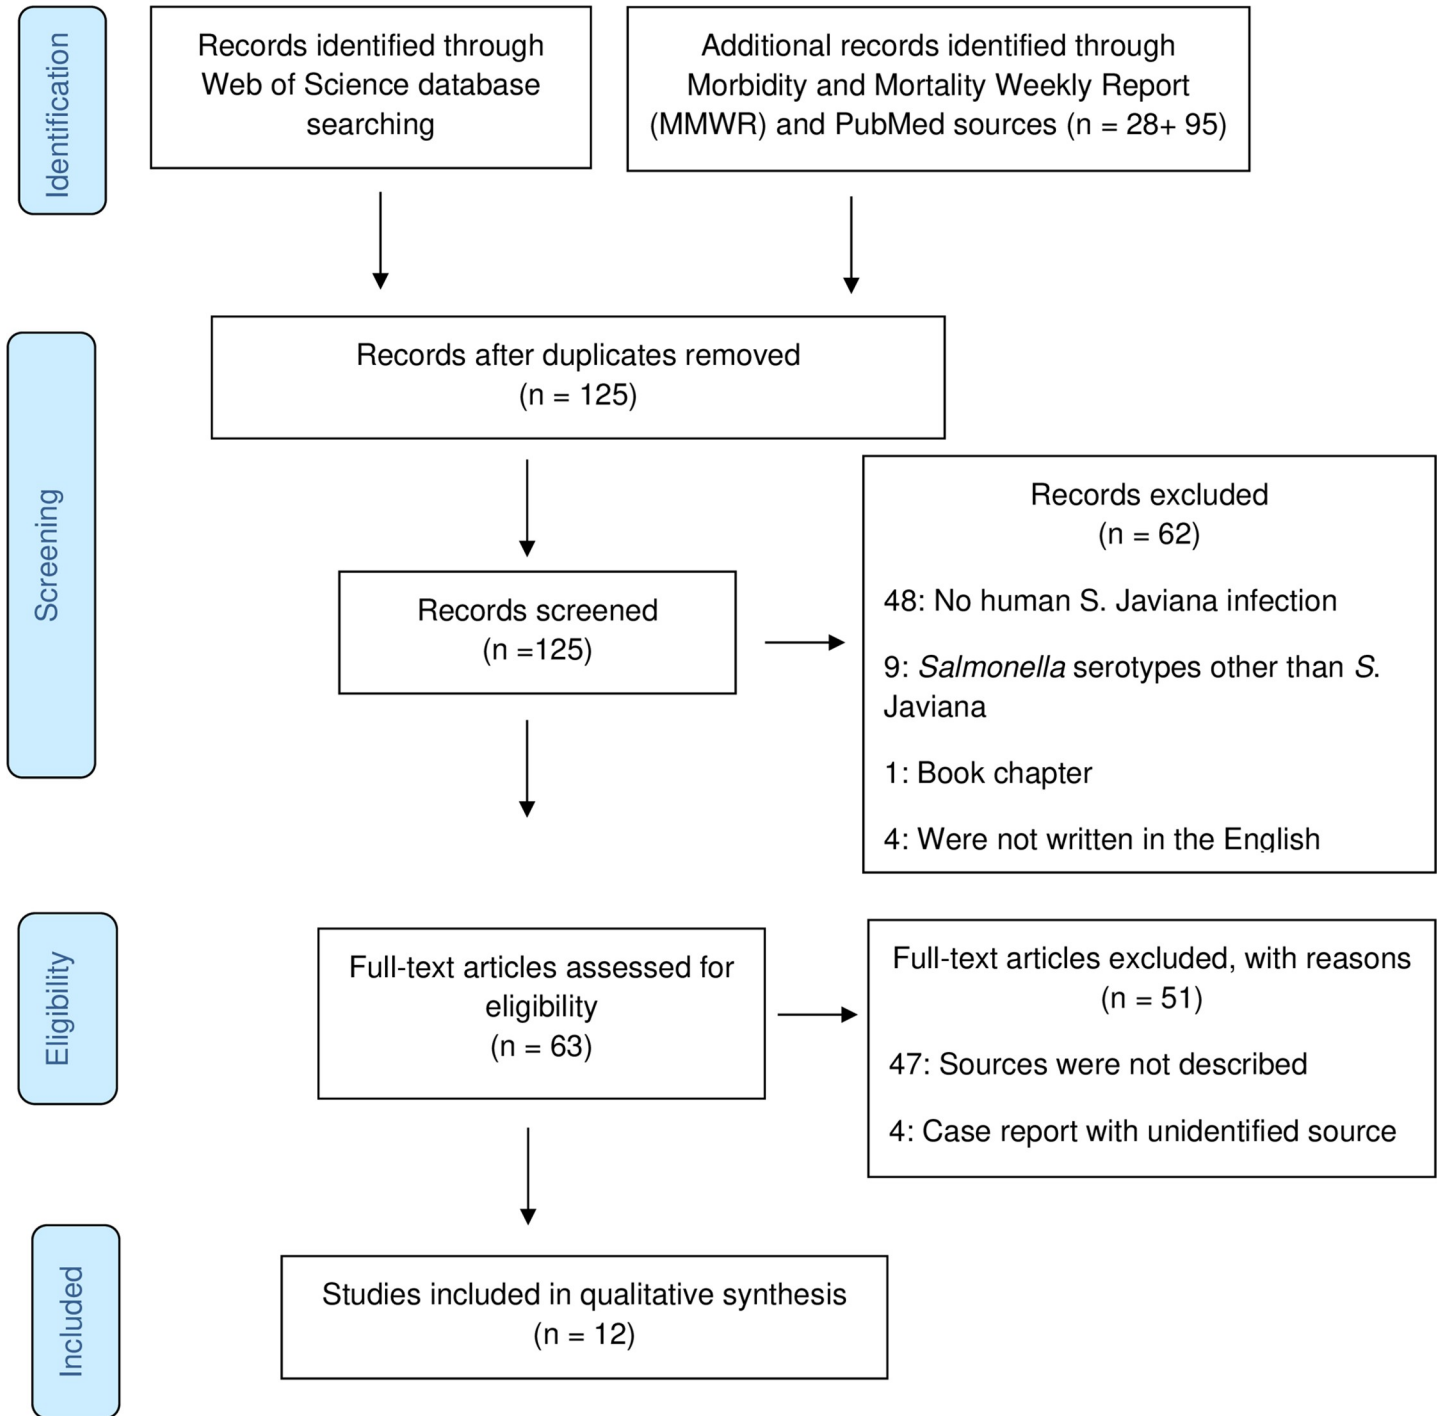 Identification
Records identified through
Web of Science database
searching
Additional records identified through
Morbidity and Mortality Weekly Report
(MMWR) and PubMed sources (n = 28+ 95)
Screening
Records after duplicates removed
(n = 125)
Records screened
(n =125)
Records excluded
(n = 62)
48: No human S. Javiana infection
9: Salmonella serotypes other than S.
Javiana
1: Book chapter
4: Were not written in the English
Eligibility
Full-text articles assessed for
eligibility
(n = 63)
Full-text articles excluded, with reasons
(n = 51)
47: Sources were not described
4: Case report with unidentified source
Included
Studies included in qualitative synthesis
(n = 12)